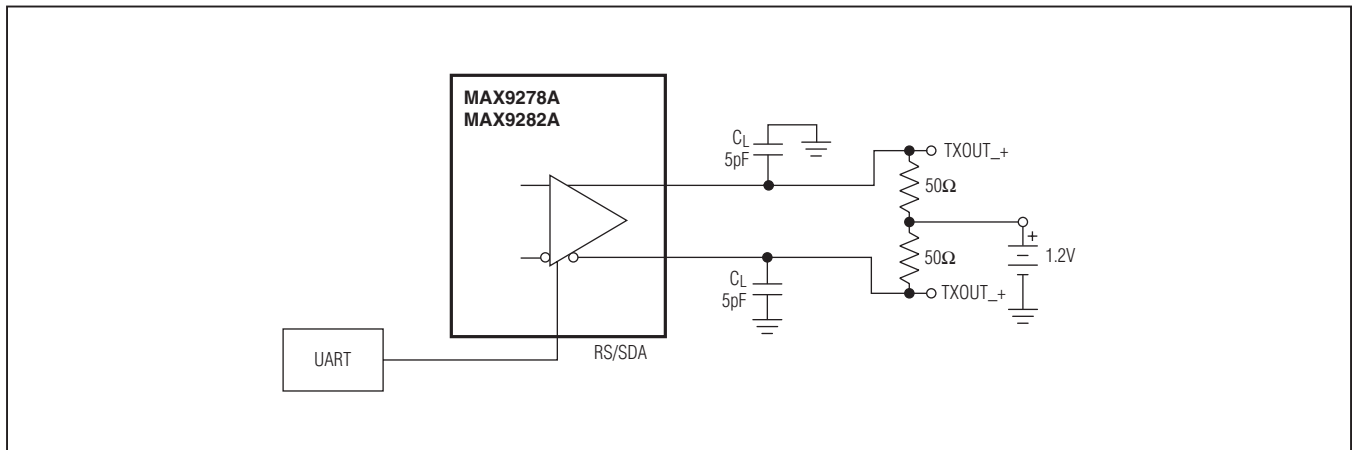 MAX9278A
MAX9282A
CL
5pF
TXOUT_+
50Ω
+
1.2V
50Ω
CL
5pF
TXOUT_+
RS/SDA
UART